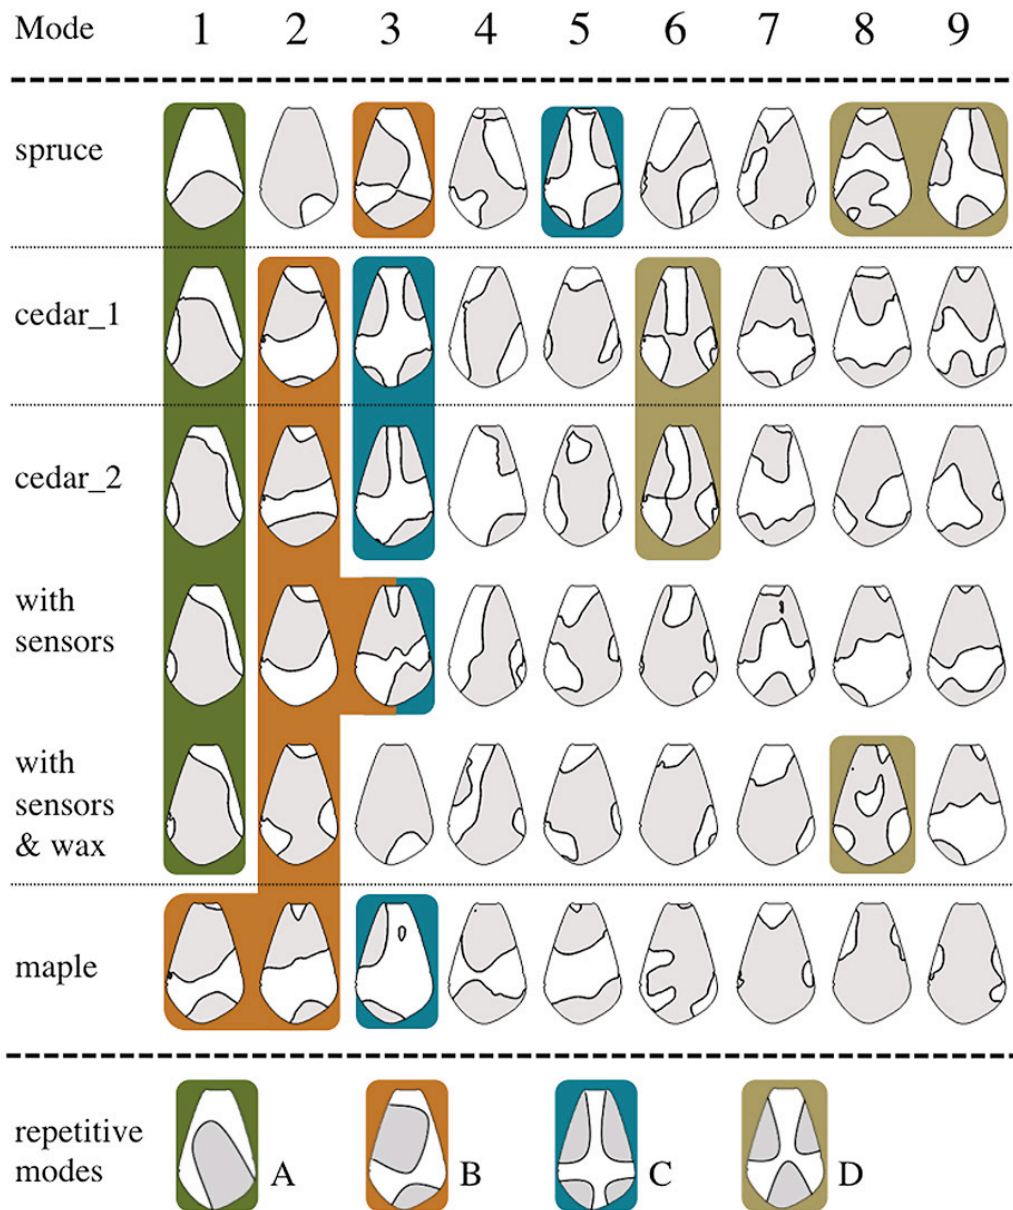 Mode 1 2 3 4 5 6 7 8 9
spruce
cedar_1
cedar_2
with
sensors
with
sensors
& wax
maple
repetitive
modes
A B C D